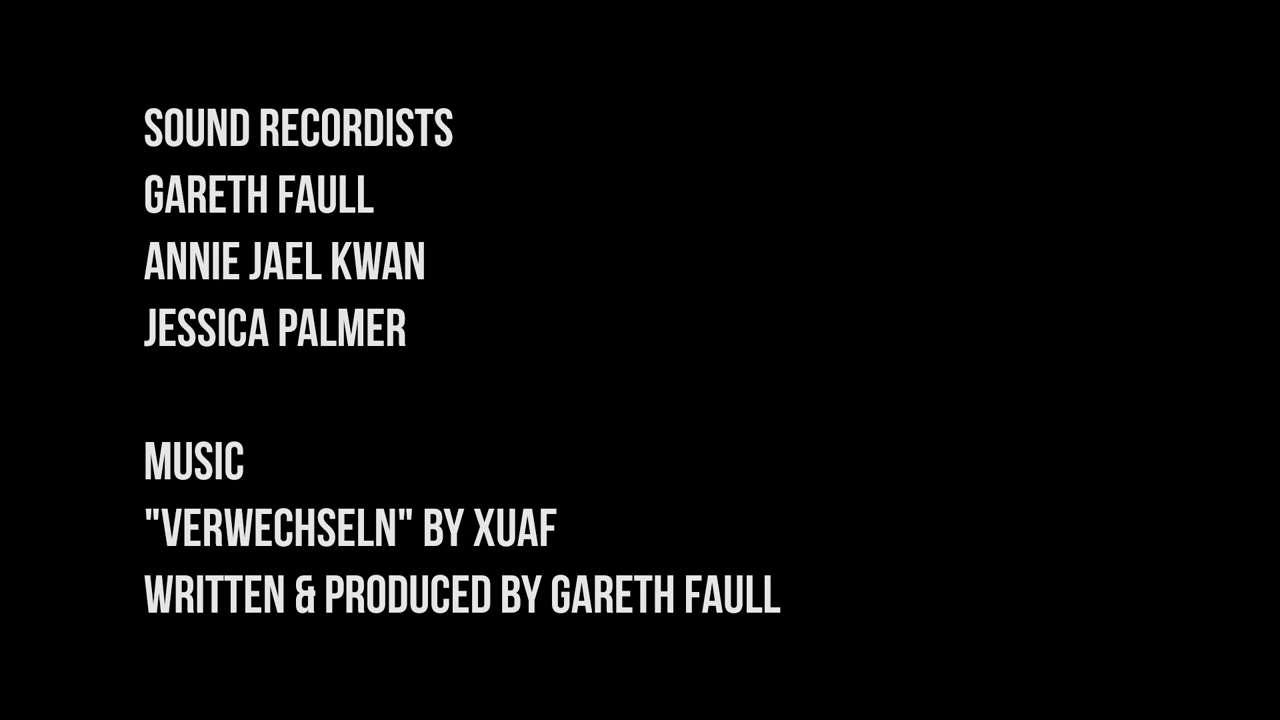 SOUND RECORDISTS
GARETH FAULL
ANNIE JAEL KWAN
JESSICA PALMER
MUSIC
"VERWECHSELN" BY XUAF
WRITTEN & PRODUCED BY GARETH FAULL